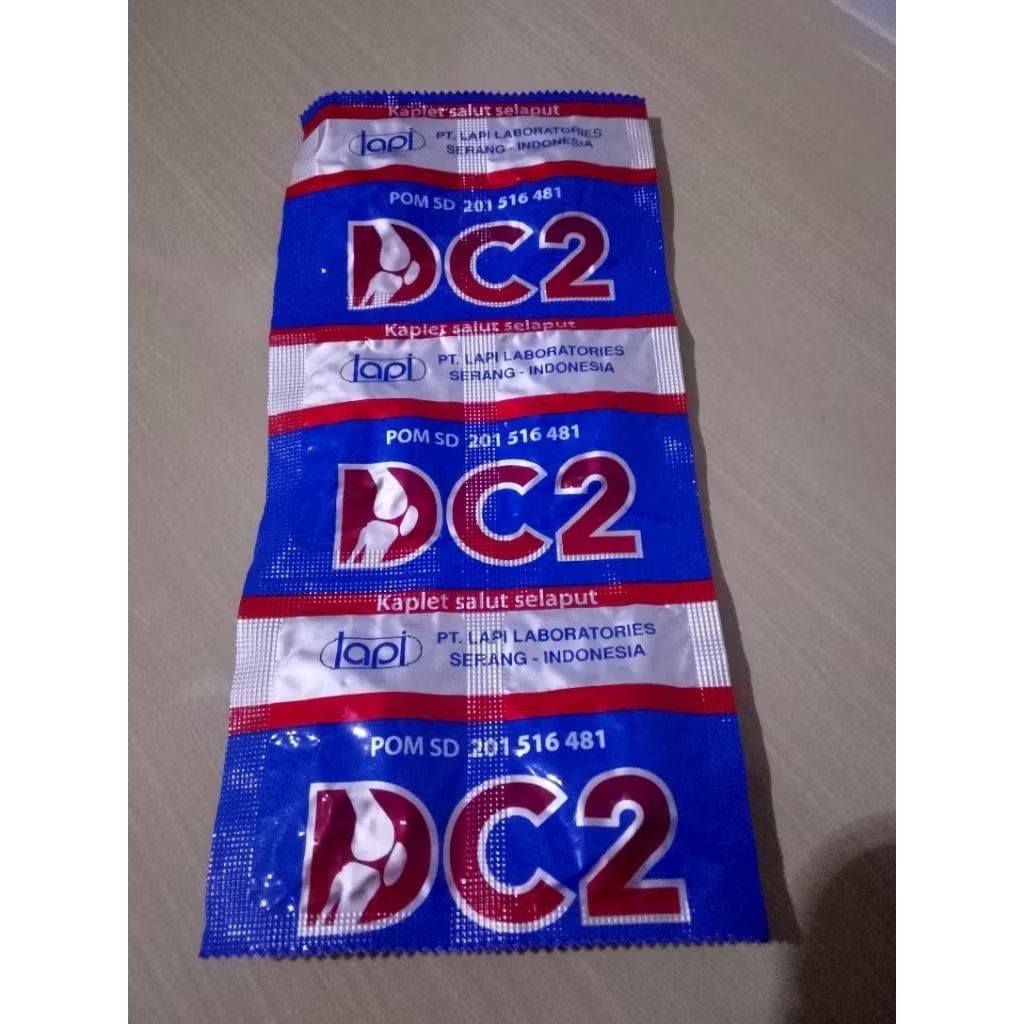 Kaplet salut selaput
lapi
PT. LAPI LABORATORIES
SERANG - INDONESIA
POM SD 201 516 481
DC2
Kaplet salut selaput
lapi
PT. LAPI LABORATORIES
SERANG - INDONESIA
POM SD 201 516 481
DC2
Kaplet salut selaput
lapi
PT. LAPI LABORATORIES
SERANG - INDONESIA
POM SD 201 516 481
DC2